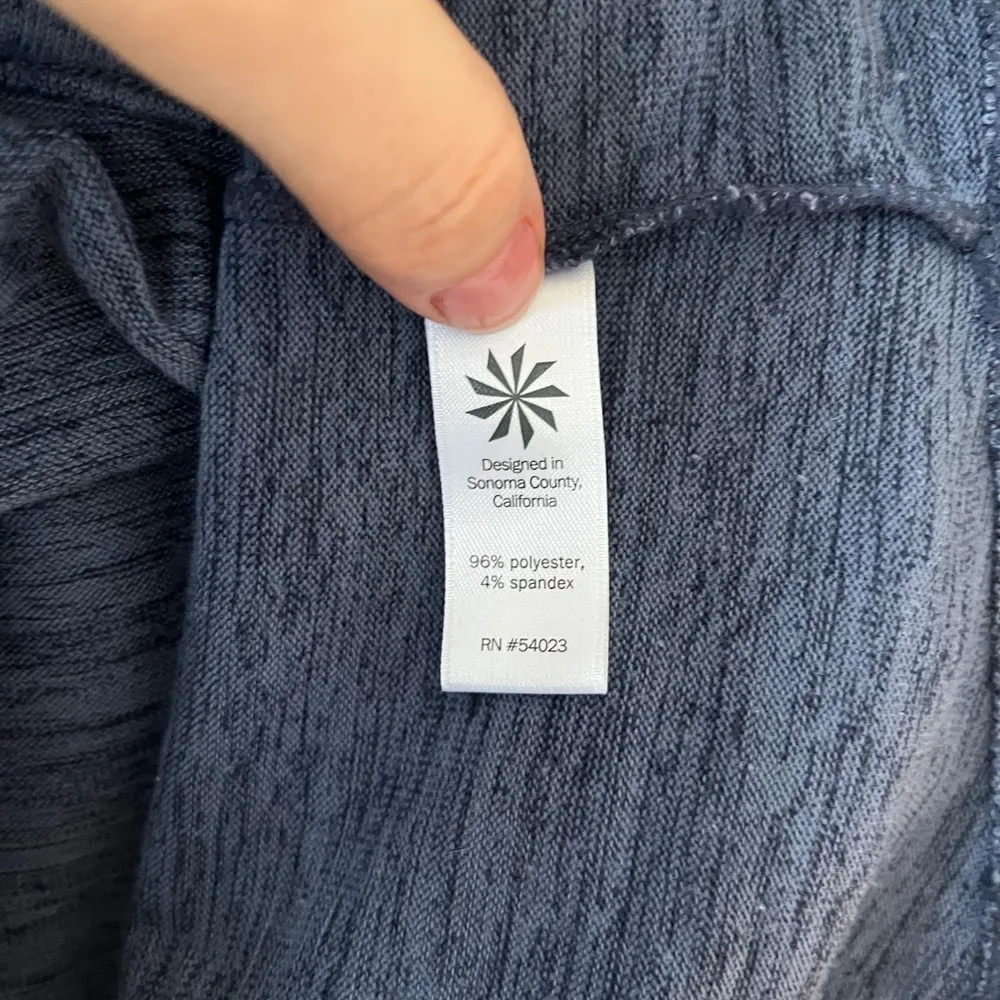 Designed in
Sonoma County,
California
96% polyester,
4% spandex
RN #54023